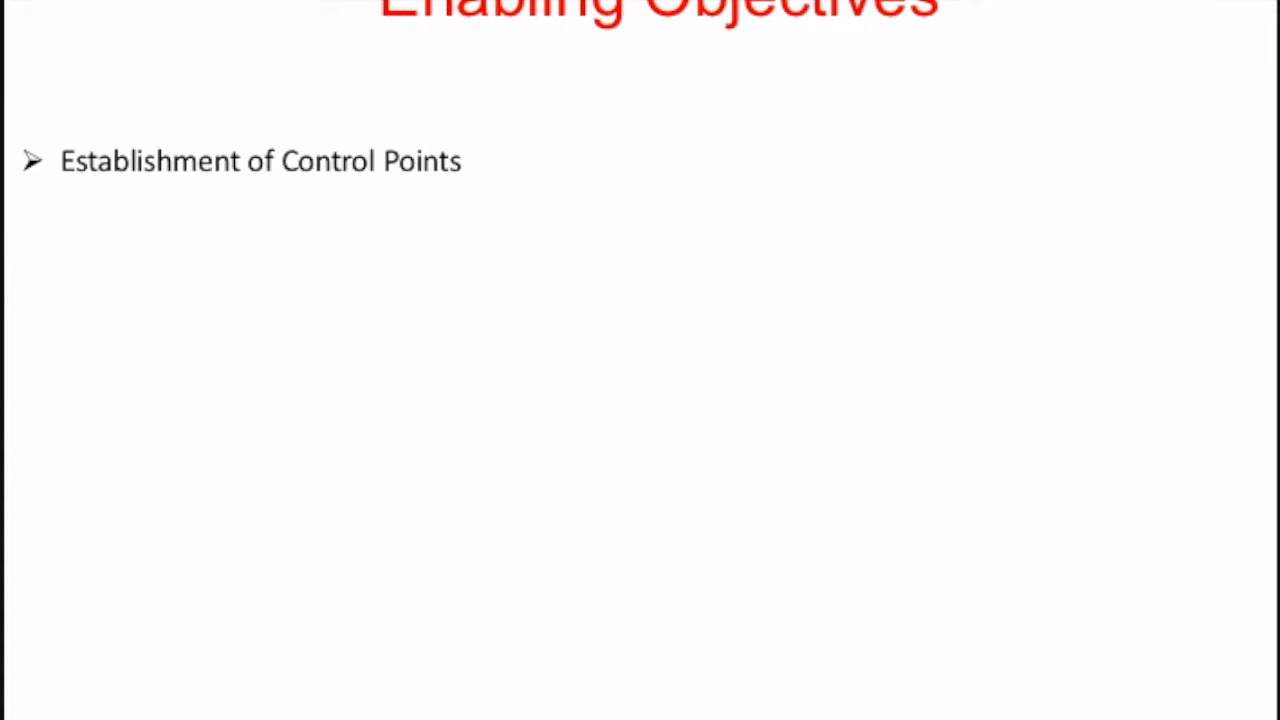 Enabling Objectives
➢ Establishment of Control Points